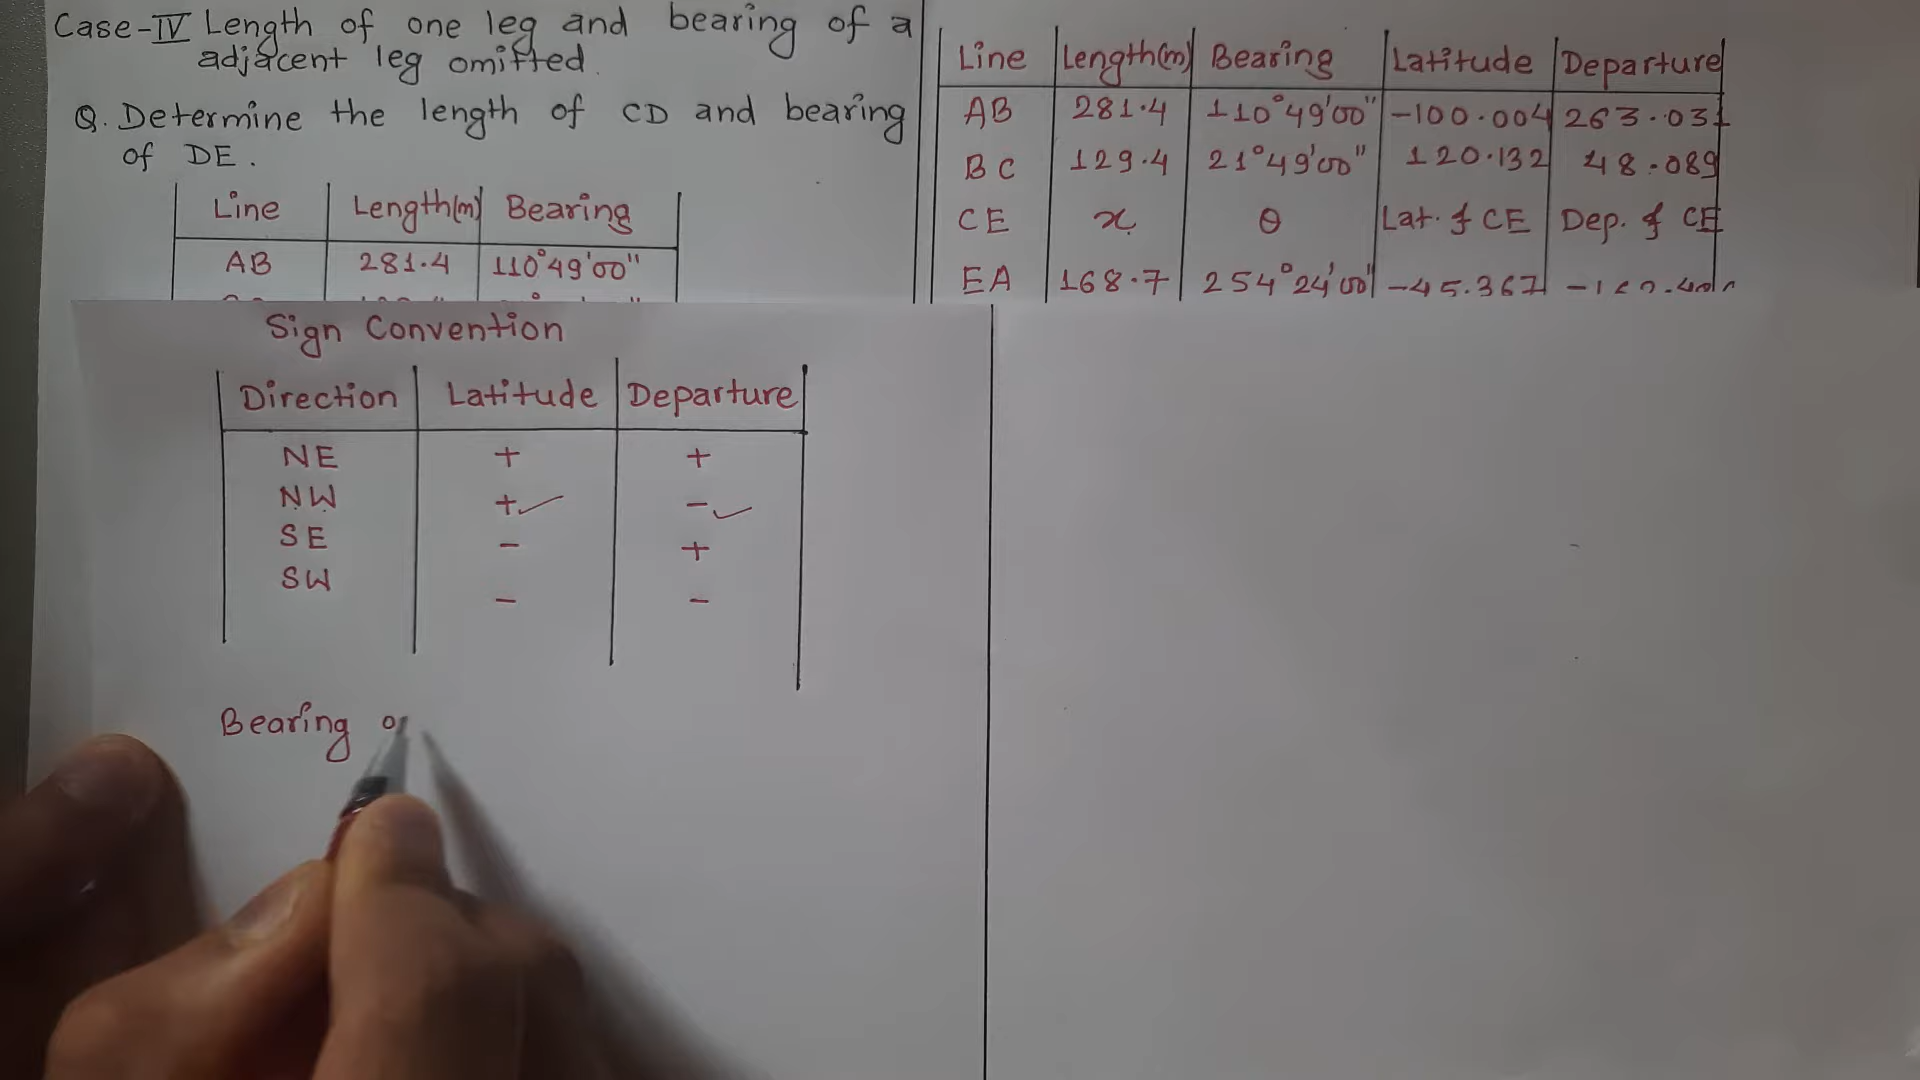 Case-IV Length of one leg and bearing of a
adjacent leg omitted.
Q. Determine the length of CD and bearing
of DE.
Line Length(m) Bearing
AB 281.4 110°49'00"
Line Length(m) Bearing Latitude Departure
AB 281.4 110°49'00" -100.004 263.031
BC 129.4 21°49'00" 120.132 48.089
CE x θ Lat. of CE Dep. of CE
EA 168.7 254°24'00" -45.367
Sign Convention
Direction Latitude Departure
NE + +
NW + -
SE - +
SW - -
Bearing